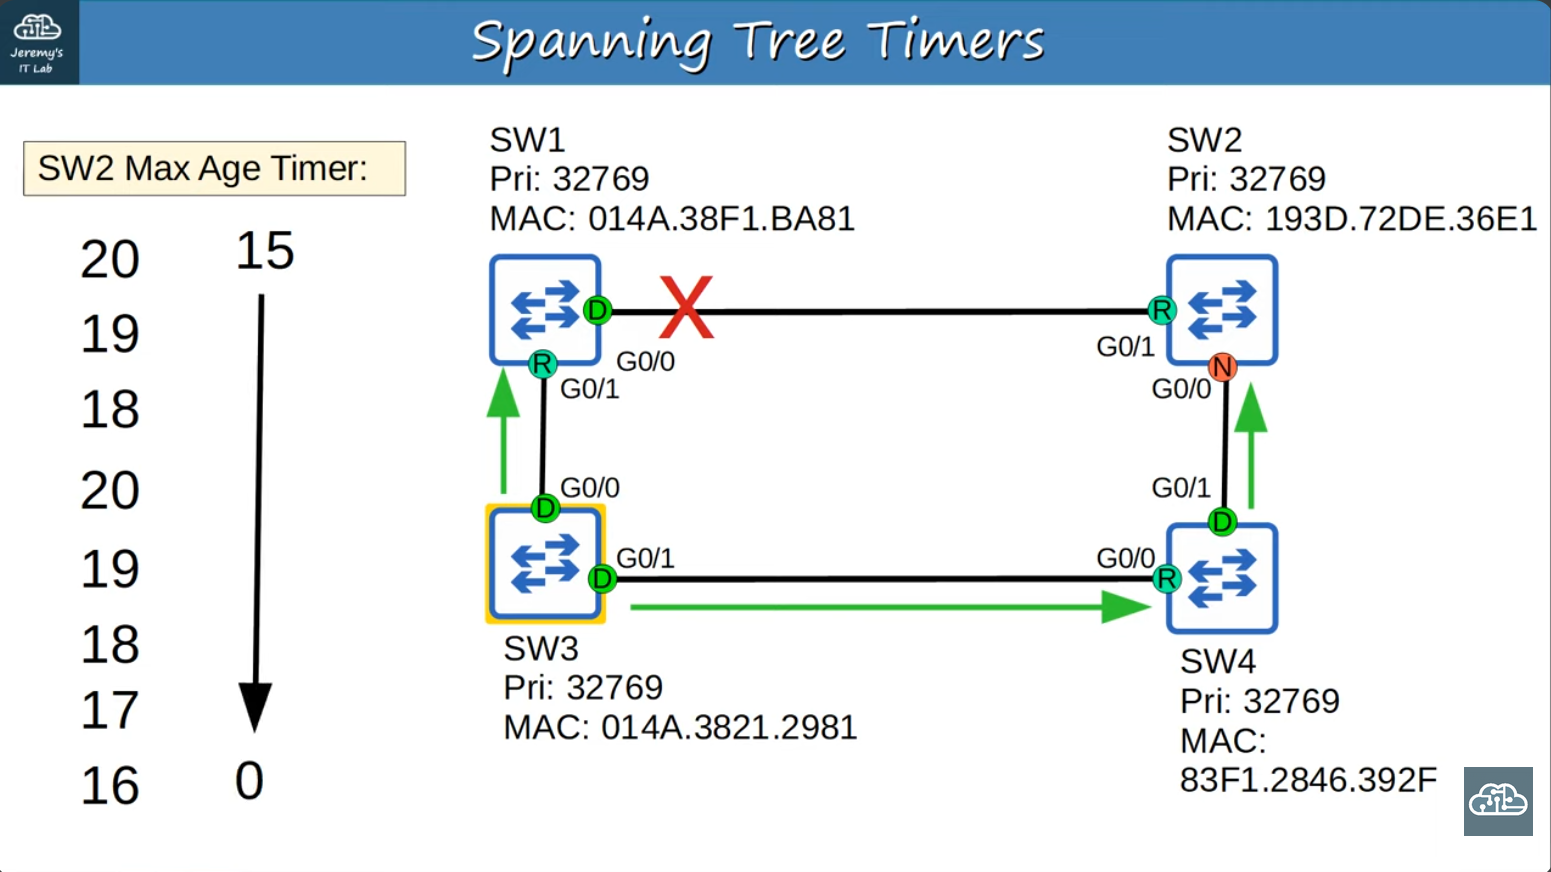 Jeremy's
IT Lab
Spanning Tree Timers
SW2 Max Age Timer:
20
19
18
20
19
18
17
16
15
0
SW1
Pri: 32769
MAC: 014A.38F1.BA81
SW2
Pri: 32769
MAC: 193D.72DE.36E1
D
X
R
G0/1
G0/0
R
G0/1
N
G0/0
D
G0/0
G0/1
D
G0/1
D
G0/0
R
SW3
Pri: 32769
MAC: 014A.3821.2981
SW4
Pri: 32769
MAC:
83F1.2846.392F